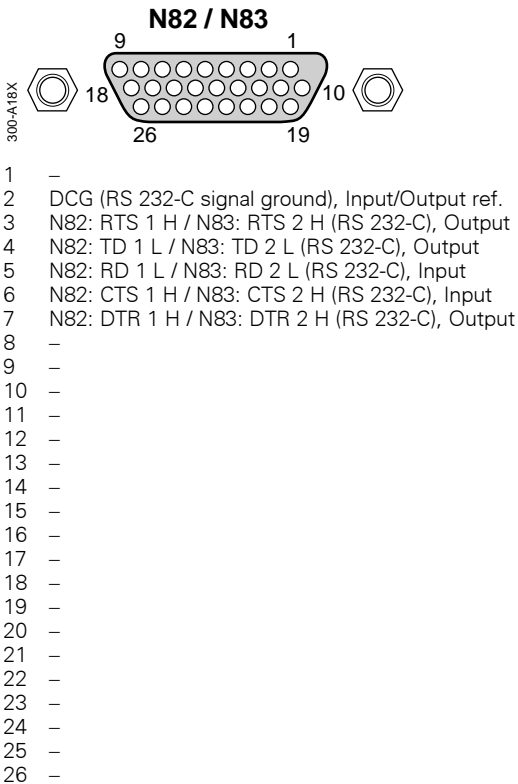 N82 / N83
9 1
300-A18X
18 10
26 19
1 –
2 DCG (RS 232-C signal ground), Input/Output ref.
3 N82: RTS 1 H / N83: RTS 2 H (RS 232-C), Output
4 N82: TD 1 L / N83: TD 2 L (RS 232-C), Output
5 N82: RD 1 L / N83: RD 2 L (RS 232-C), Input
6 N82: CTS 1 H / N83: CTS 2 H (RS 232-C), Input
7 N82: DTR 1 H / N83: DTR 2 H (RS 232-C), Output
8 –
9 –
10 –
11 –
12 –
13 –
14 –
15 –
16 –
17 –
18 –
19 –
20 –
21 –
22 –
23 –
24 –
25 –
26 –